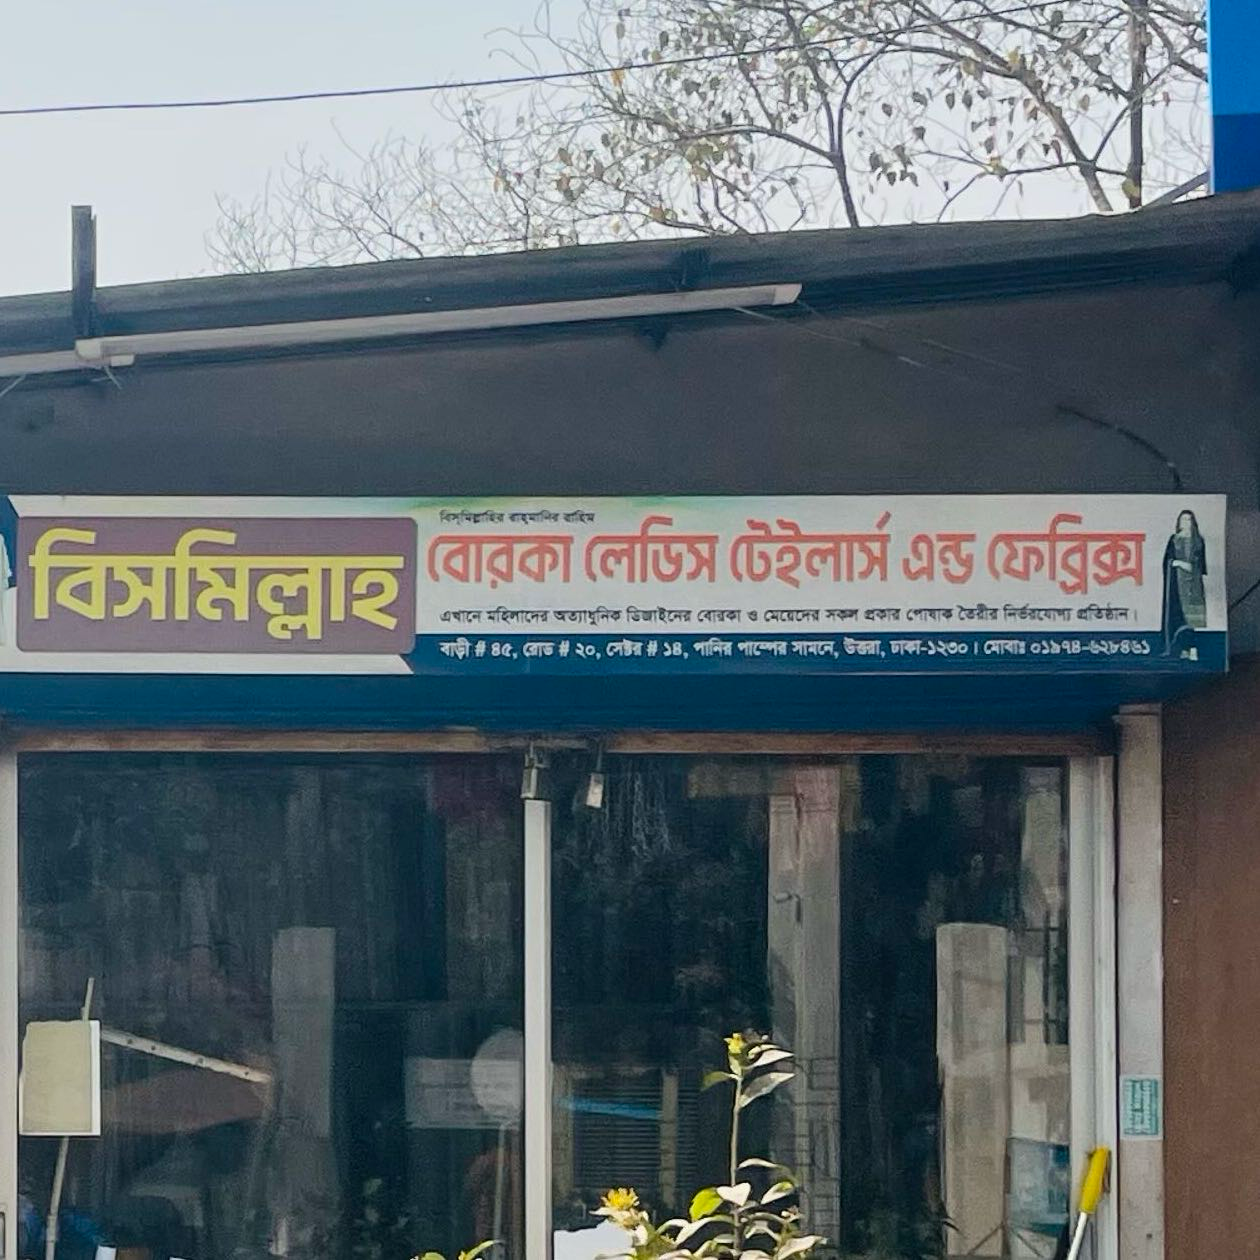 বিসমিল্লাহির রাহমানির রাহিম
বিসমিল্লাহ
বোরকা লেডিস টেইলার্স এন্ড ফেব্রিক্স
এখানে মহিলাদের অত্যাধুনিক ডিজাইনের বোরকা ও মেয়েদের সকল প্রকার পোষাক তৈরীর নির্ভরযোগ্য প্রতিষ্ঠান।
বাড়ী # ৪৫, রোড # ২০, সেক্টর # ১৪, পানির পাম্পের সামনে, উত্তরা, ঢাকা-১২৩০। মোবাঃ ০১৯৭৪-৬২৮৪৬১